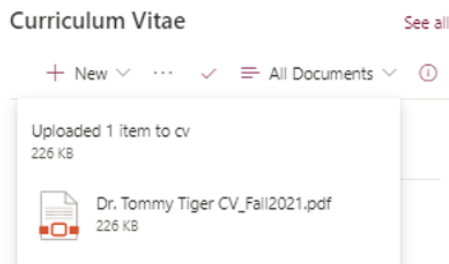 Curriculum Vitae See all
+ New ··· All Documents
Uploaded 1 item to cv
226 KB
Dr. Tommy Tiger CV_Fall2021.pdf
226 KB